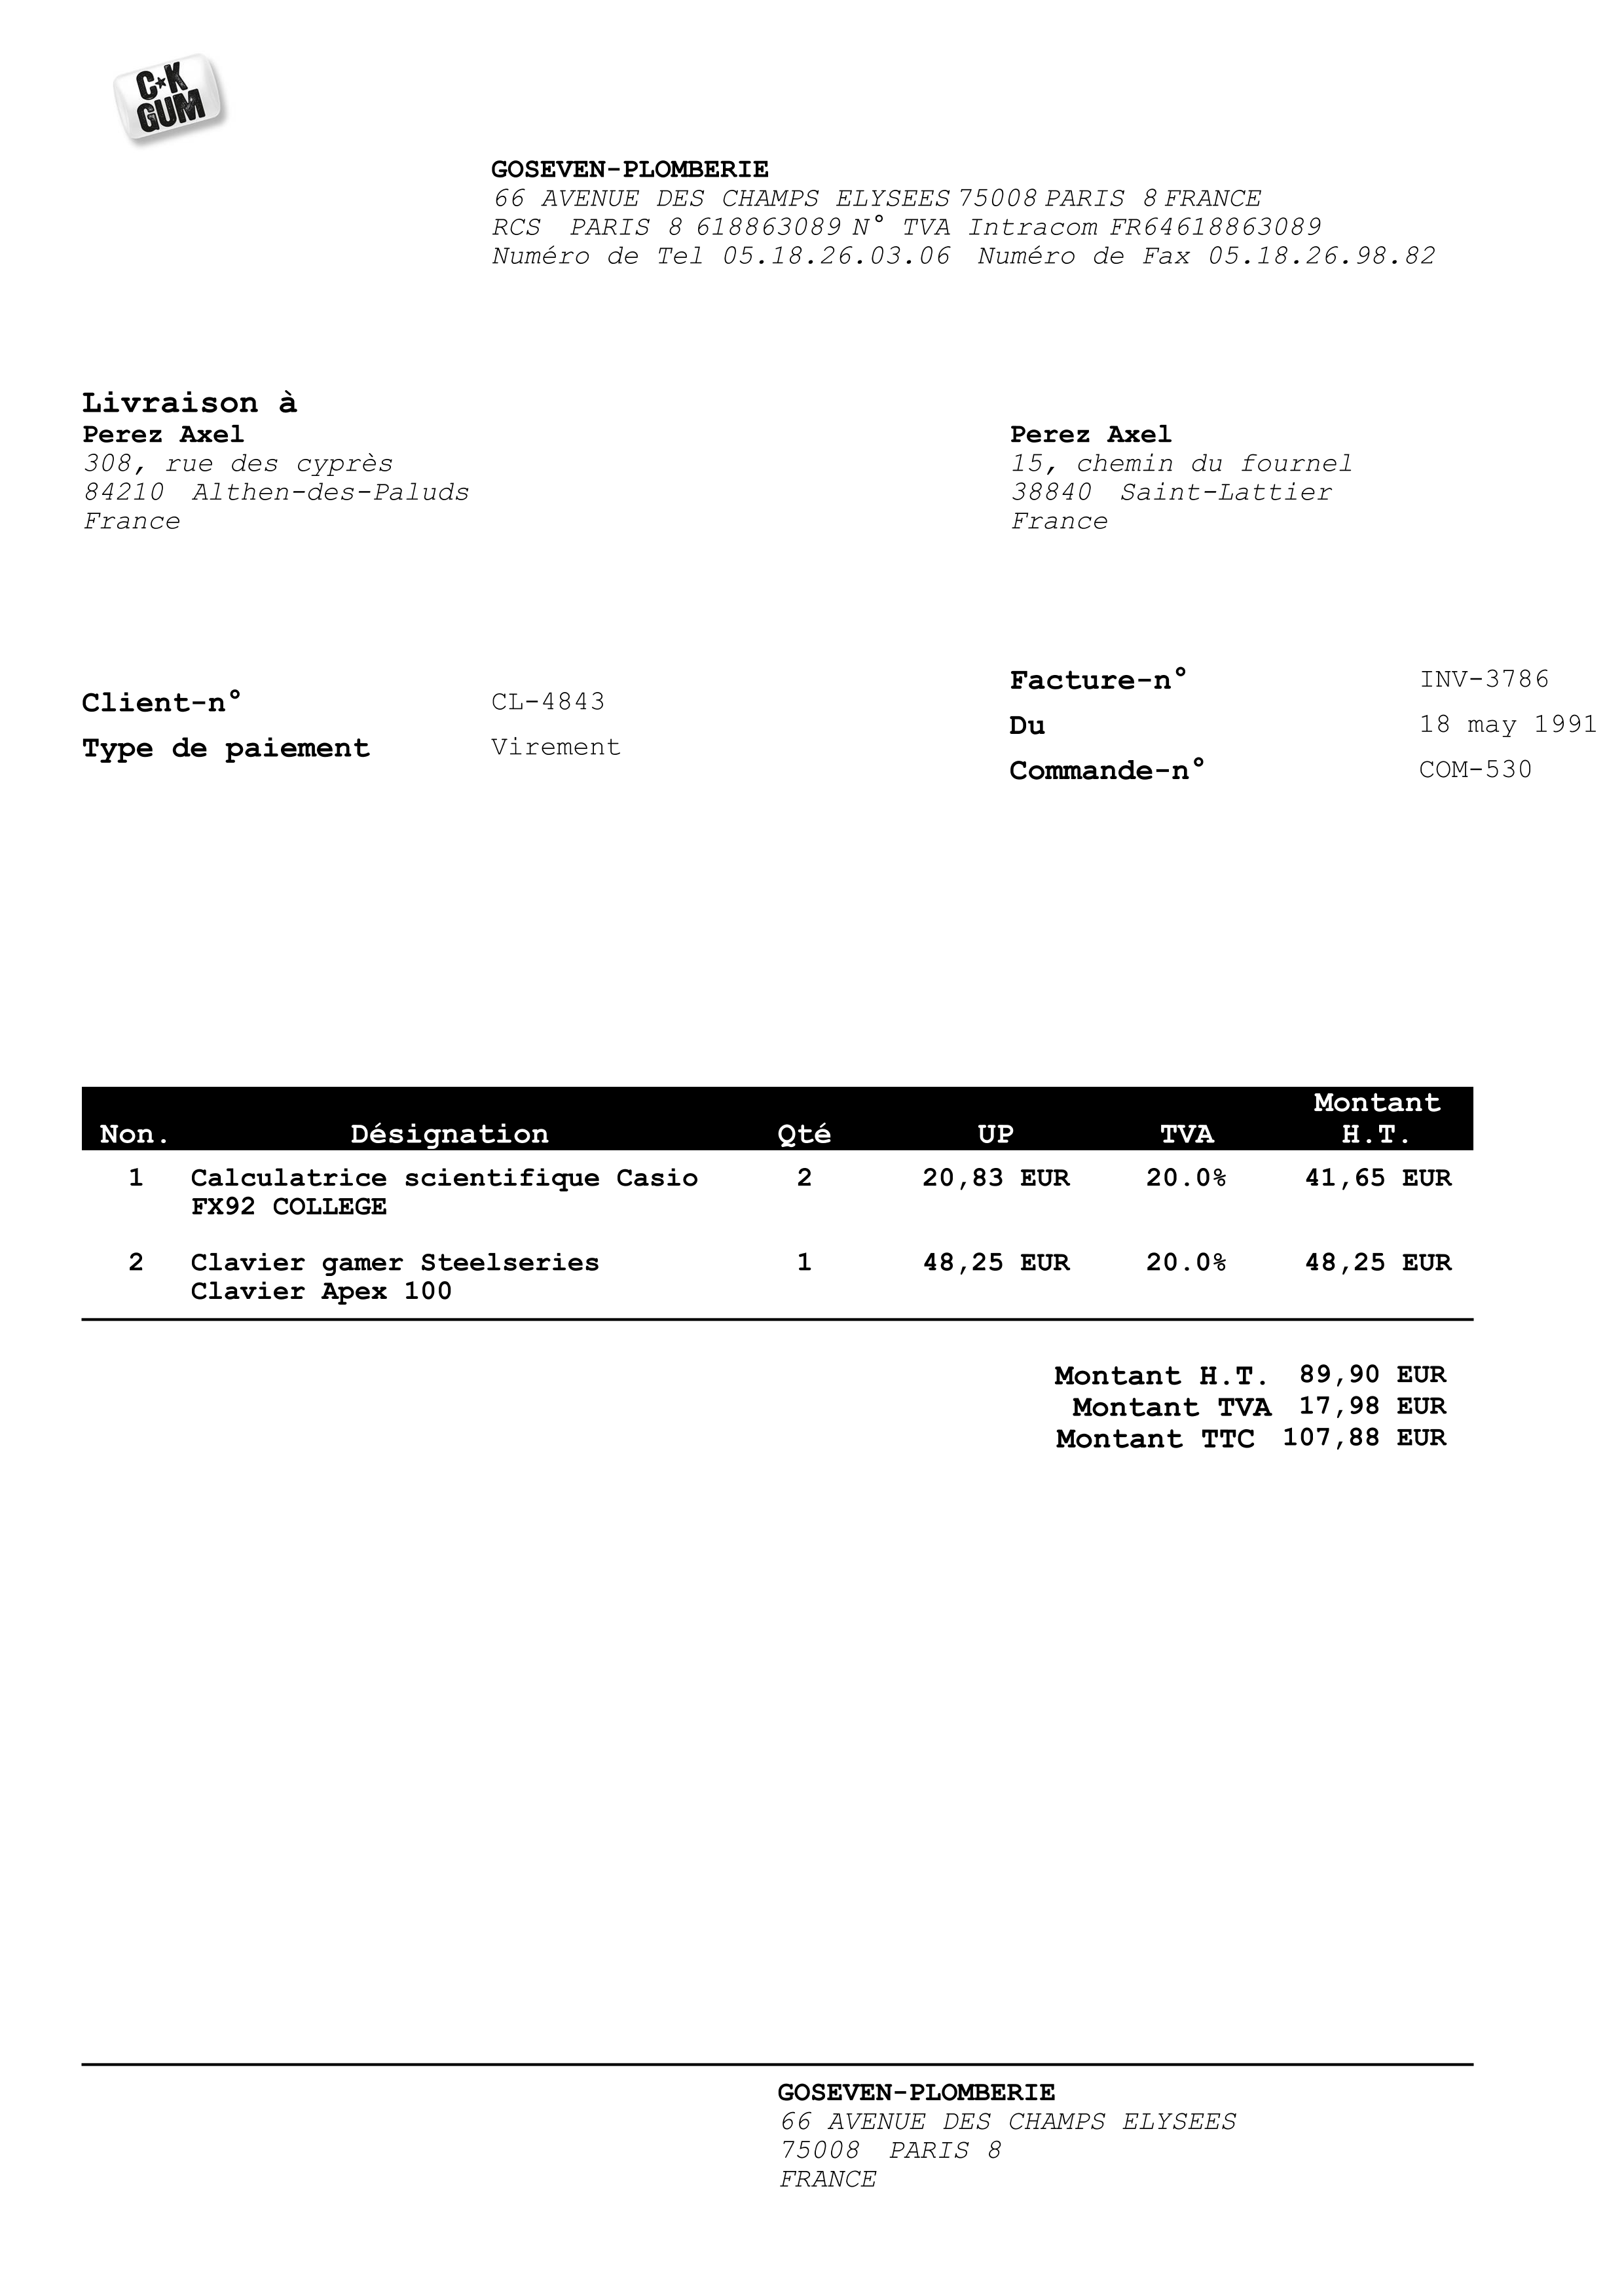 C★K
GUM
GOSEVEN-PLOMBERIE
66 AVENUE DES CHAMPS ELYSEES 75008 PARIS 8 FRANCE
RCS PARIS 8 618863089 N° TVA Intracom FR64618863089
Numéro de Tel 05.18.26.03.06 Numéro de Fax 05.18.26.98.82
Livraison à
Perez Axel
308, rue des cyprès
84210 Althen-des-Paluds
France
Perez Axel
15, chemin du fournel
38840 Saint-Lattier
France
Client-n° CL-4843
Type de paiement Virement
Facture-n° INV-3786
Du 18 may 1991
Commande-n° COM-530
Non. Désignation Qté UP TVA Montant H.T.
1 Calculatrice scientifique Casio 2 20,83 EUR 20.0% 41,65 EUR
FX92 COLLEGE
2 Clavier gamer Steelseries 1 48,25 EUR 20.0% 48,25 EUR
Clavier Apex 100
Montant H.T. 89,90 EUR
Montant TVA 17,98 EUR
Montant TTC 107,88 EUR
GOSEVEN-PLOMBERIE
66 AVENUE DES CHAMPS ELYSEES
75008 PARIS 8
FRANCE